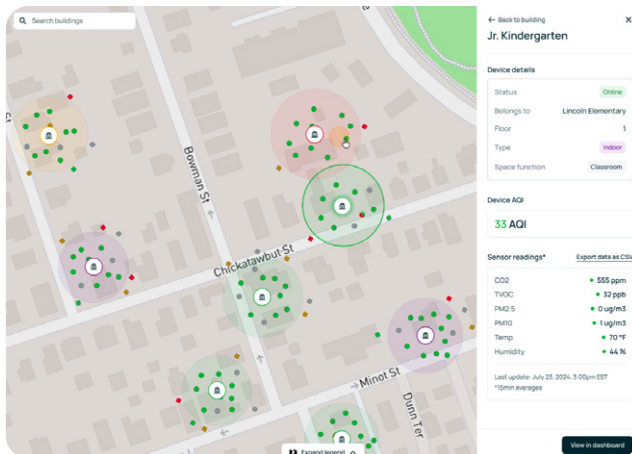 Search buildings
St
Bowman St
Chickatawbut St
Minot St
Dunn Ter
Expand legend
← Back to building
Jr. Kindergarten
Device details
Status Online
Belongs to Lincoln Elementary
Floor 1
Type Indoor
Space function Classroom
Device AQI
33 AQI
Sensor readings* Export data as CSV
CO2 555 ppm
TVOC 32 ppb
PM2.5 0 ug/m3
PM10 1 ug/m3
Temp. 70 °F
Humidity 44 %
Last update: July 23, 2024, 3:00pm EST
*15min averages
View in dashboard